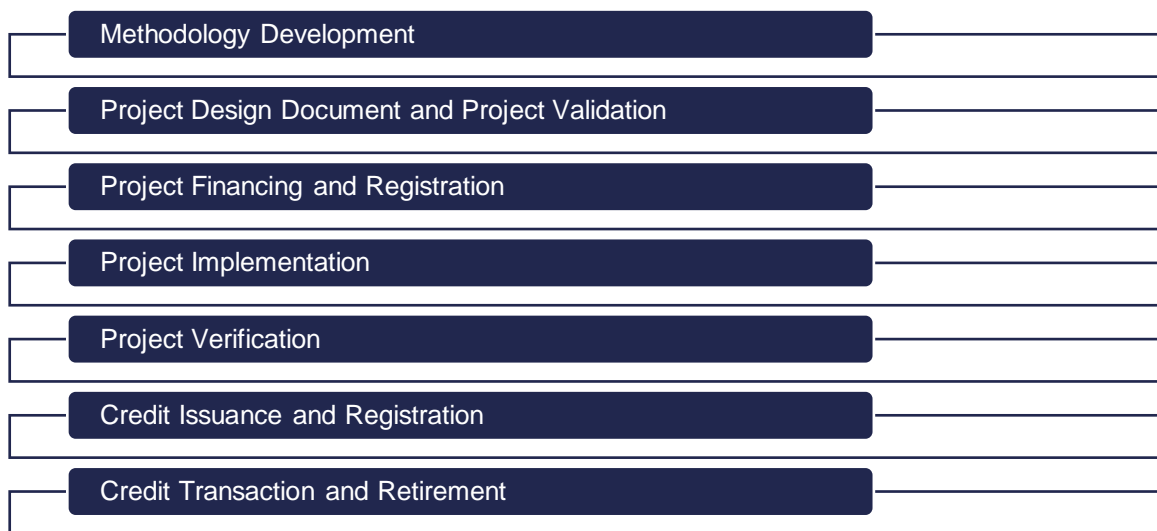 Methodology Development
Project Design Document and Project Validation
Project Financing and Registration
Project Implementation
Project Verification
Credit Issuance and Registration
Credit Transaction and Retirement